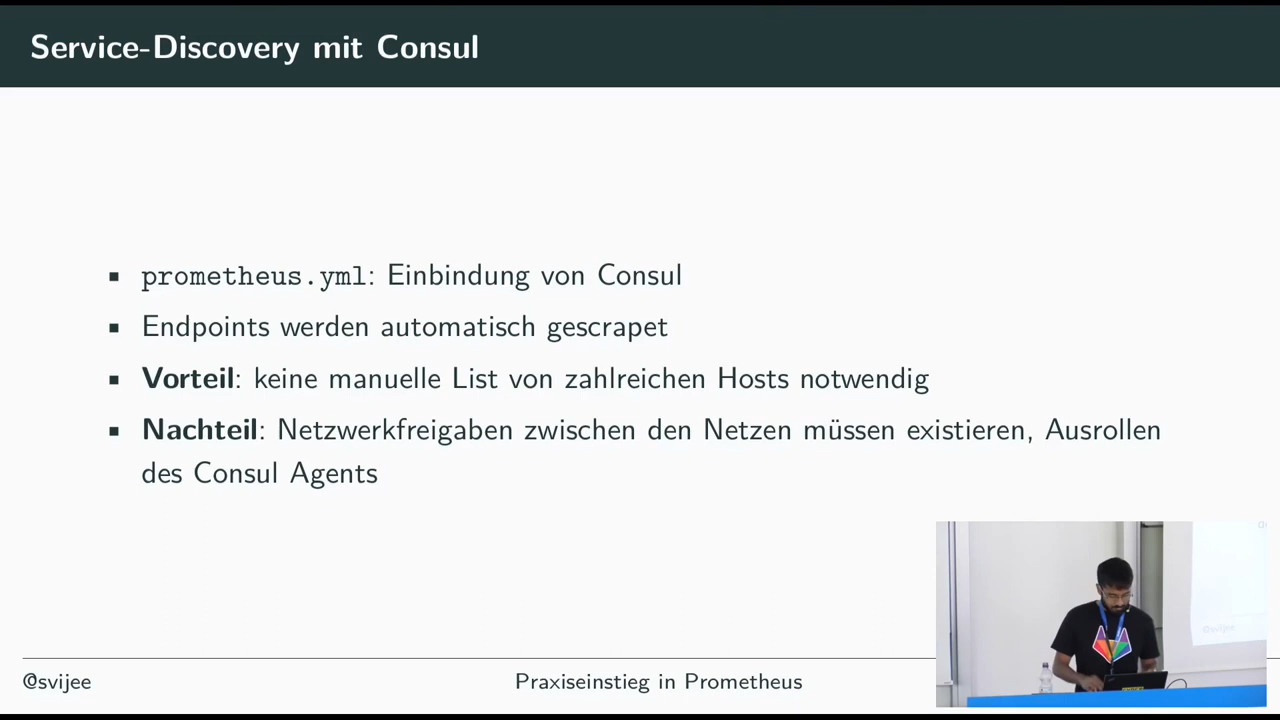 Service-Discovery mit Consul
prometheus.yml: Einbindung von Consul
Endpoints werden automatisch gescrapet
Vorteil: keine manuelle List von zahlreichen Hosts notwendig
Nachteil: Netzwerkfreigaben zwischen den Netzen müssen existieren, Ausrollen
des Consul Agents
@svijee
@svijee
Praxiseinstieg in Prometheus